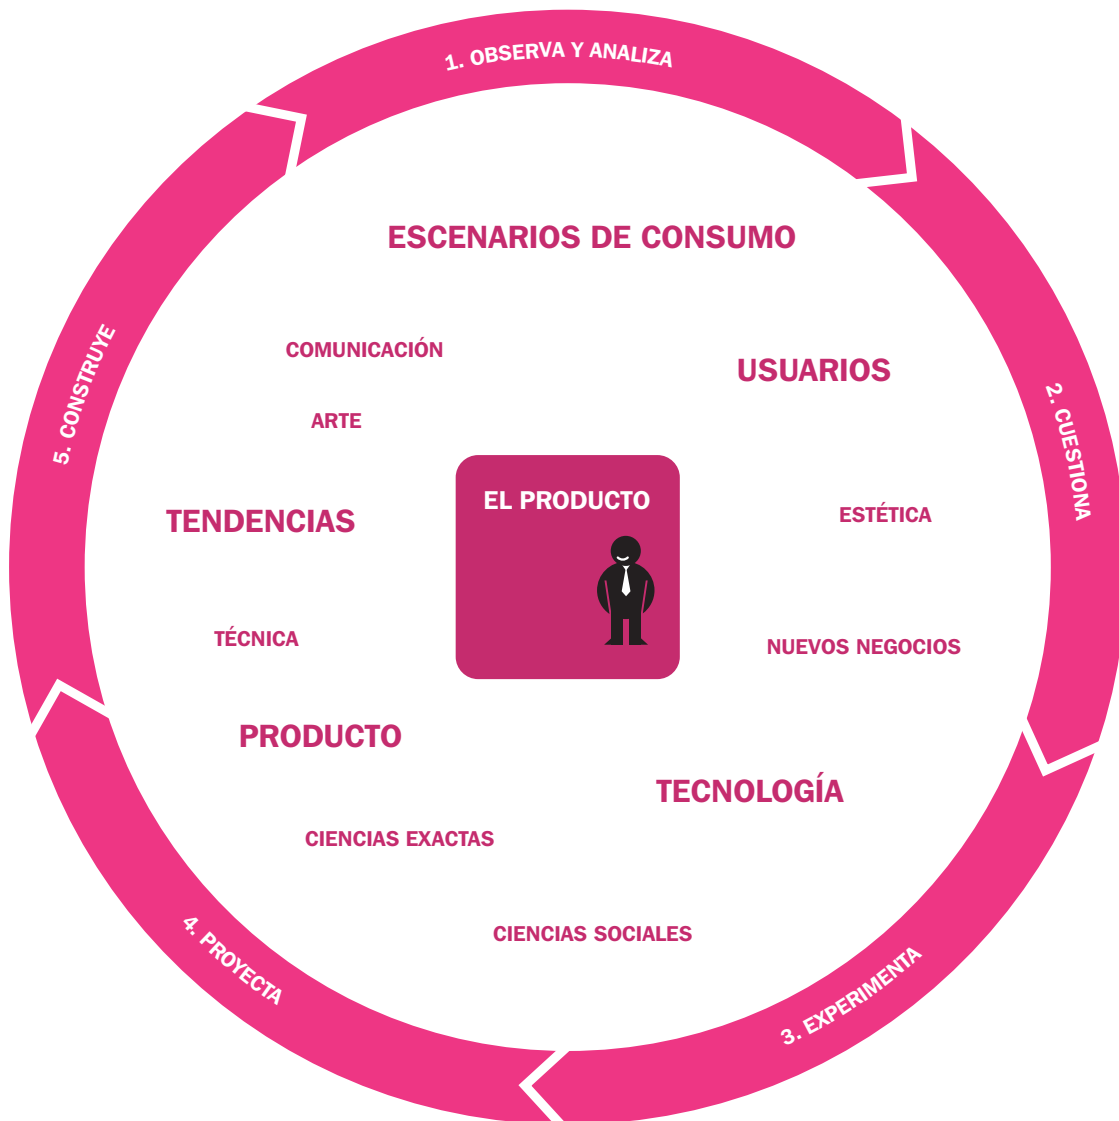 1. OBSERVA Y ANALIZA
2. CUESTIONA
3. EXPERIMENTA
4. PROYECTA
5. CONSTRUYE
ESCENARIOS DE CONSUMO
COMUNICACIÓN
USUARIOS
ARTE
EL PRODUCTO
TENDENCIAS
ESTÉTICA
TÉCNICA
NUEVOS NEGOCIOS
PRODUCTO
TECNOLOGÍA
CIENCIAS EXACTAS
CIENCIAS SOCIALES